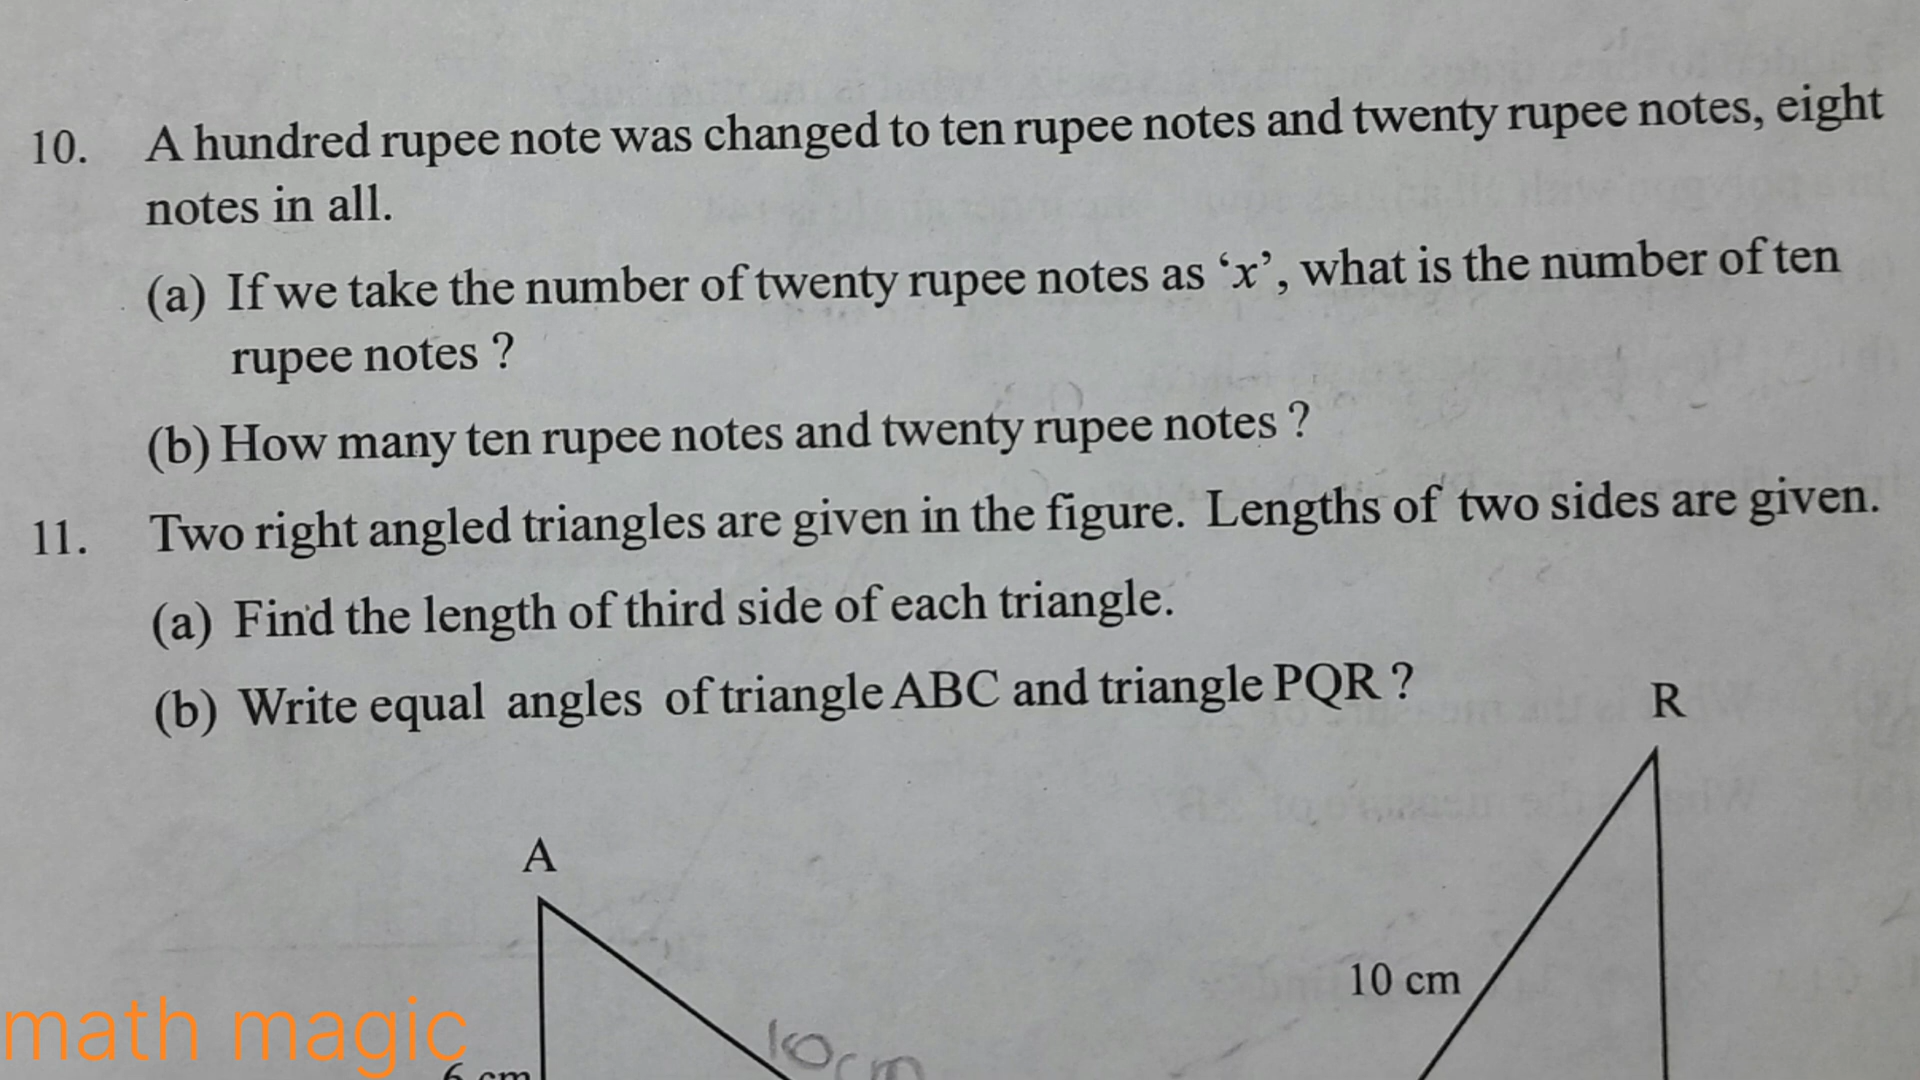 10. A hundred rupee note was changed to ten rupee notes and twenty rupee notes, eight
notes in all.
(a) If we take the number of twenty rupee notes as ‘x’, what is the number of ten
rupee notes ?
(b) How many ten rupee notes and twenty rupee notes ?
11. Two right angled triangles are given in the figure. Lengths of two sides are given.
(a) Find the length of third side of each triangle.
(b) Write equal angles of triangle ABC and triangle PQR ?
R
A
10 cm
math magic
10cm
6 cm